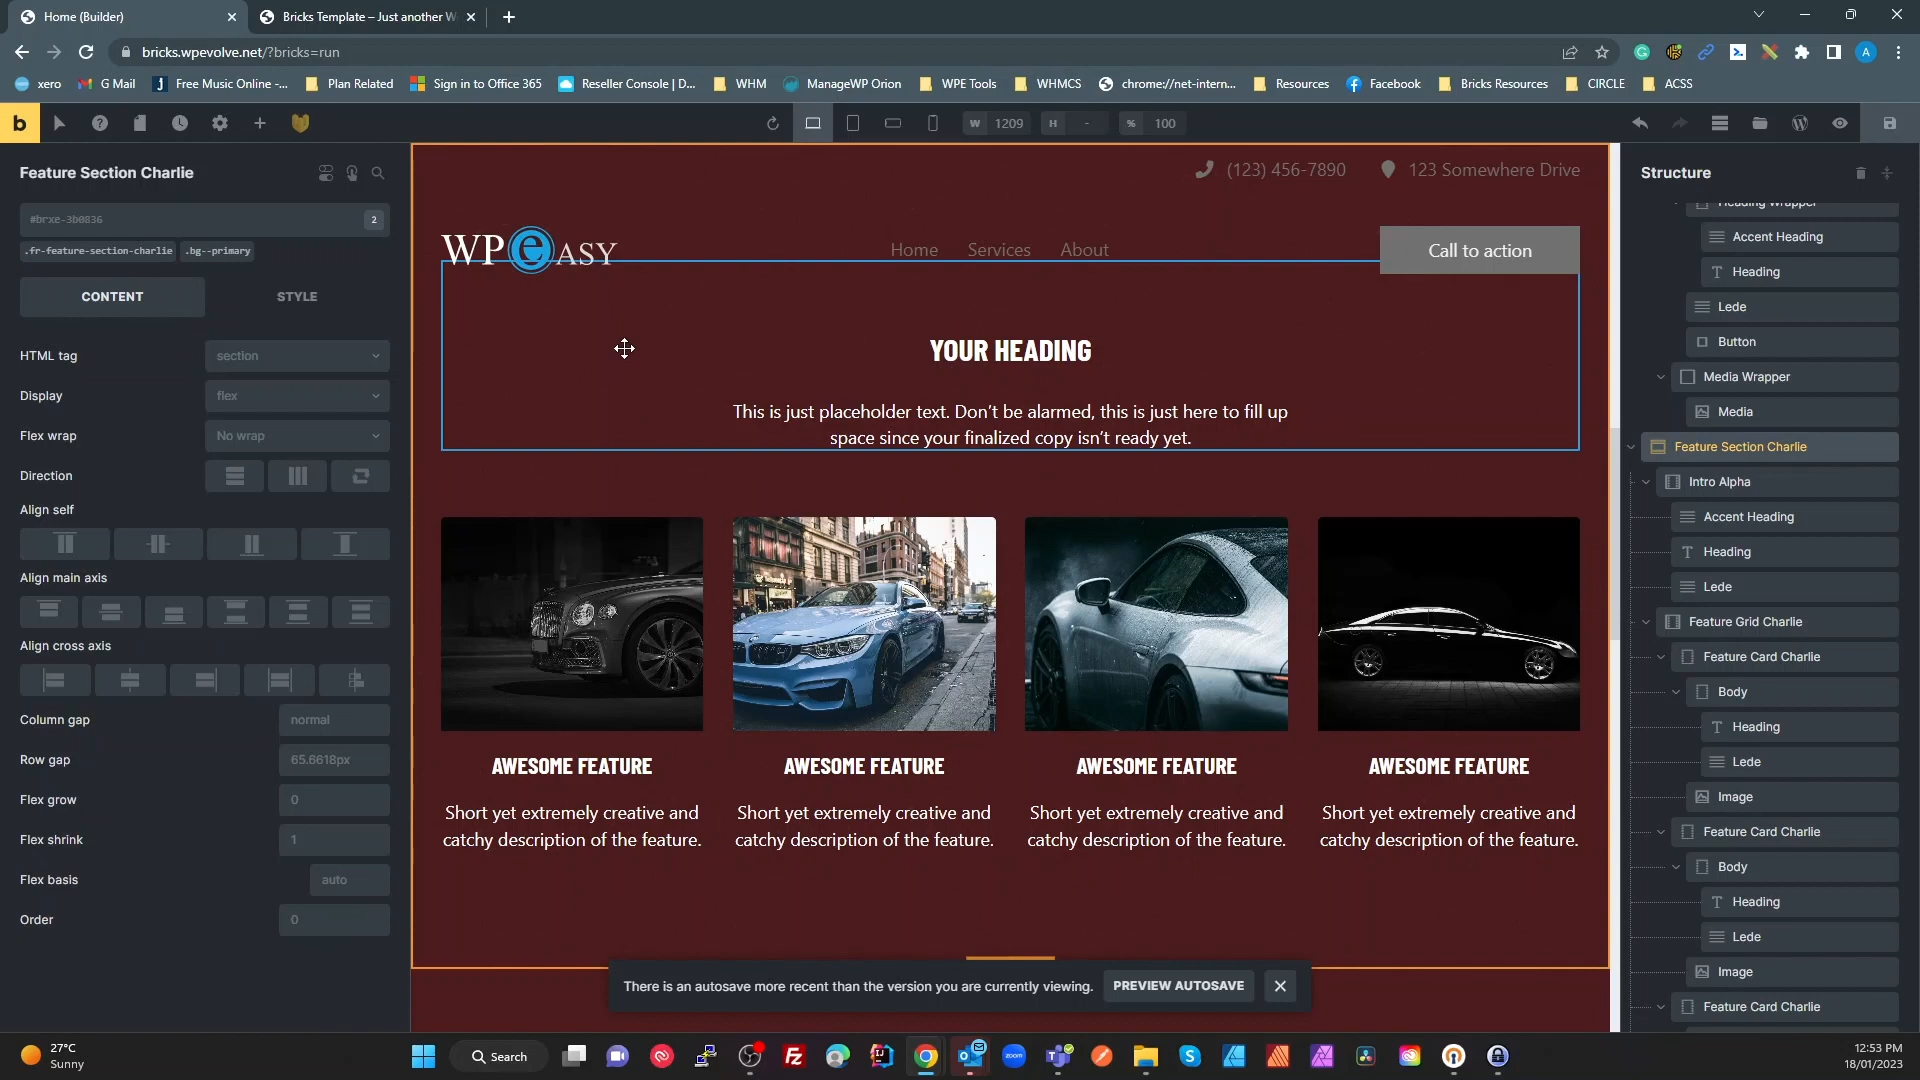 Home (Builder)
Bricks Template – Just another W
bricks.wpevolve.net/?bricks=run
A
xero
G Mail
Free Music Online -...
Plan Related
Sign in to Office 365
Reseller Console | D...
WHM
ManageWP Orion
WPE Tools
WHMCS
chrome://net-intern...
Resources
Facebook
Bricks Resources
CIRCLE
ACSS
b
W 1209
H -
% 100
Feature Section Charlie
#brxe-3b0836
2
.fr-feature-section-charlie
.bg--primary
CONTENT
STYLE
HTML tag
section
Display
flex
Flex wrap
No wrap
Direction
Align self
Align main axis
Align cross axis
Column gap
normal
Row gap
65.6618px
Flex grow
0
Flex shrink
1
Flex basis
auto
Order
0
(123) 456-7890
123 Somewhere Drive
WPeASY
Home
Services
About
Call to action
YOUR HEADING
This is just placeholder text. Don't be alarmed, this is just here to fill up
space since your finalized copy isn't ready yet.
AWESOME FEATURE
Short yet extremely creative and
catchy description of the feature.
AWESOME FEATURE
Short yet extremely creative and
catchy description of the feature.
AWESOME FEATURE
Short yet extremely creative and
catchy description of the feature.
AWESOME FEATURE
Short yet extremely creative and
catchy description of the feature.
There is an autosave more recent than the version you are currently viewing.
PREVIEW AUTOSAVE
Structure
Heading Wrapper
Accent Heading
Heading
Lede
Button
Media Wrapper
Media
Feature Section Charlie
Intro Alpha
Accent Heading
Heading
Lede
Feature Grid Charlie
Feature Card Charlie
Body
Heading
Lede
Image
Feature Card Charlie
Body
Heading
Lede
Image
Feature Card Charlie
27°C
Sunny
Search
zoom
12:53 PM
18/01/2023